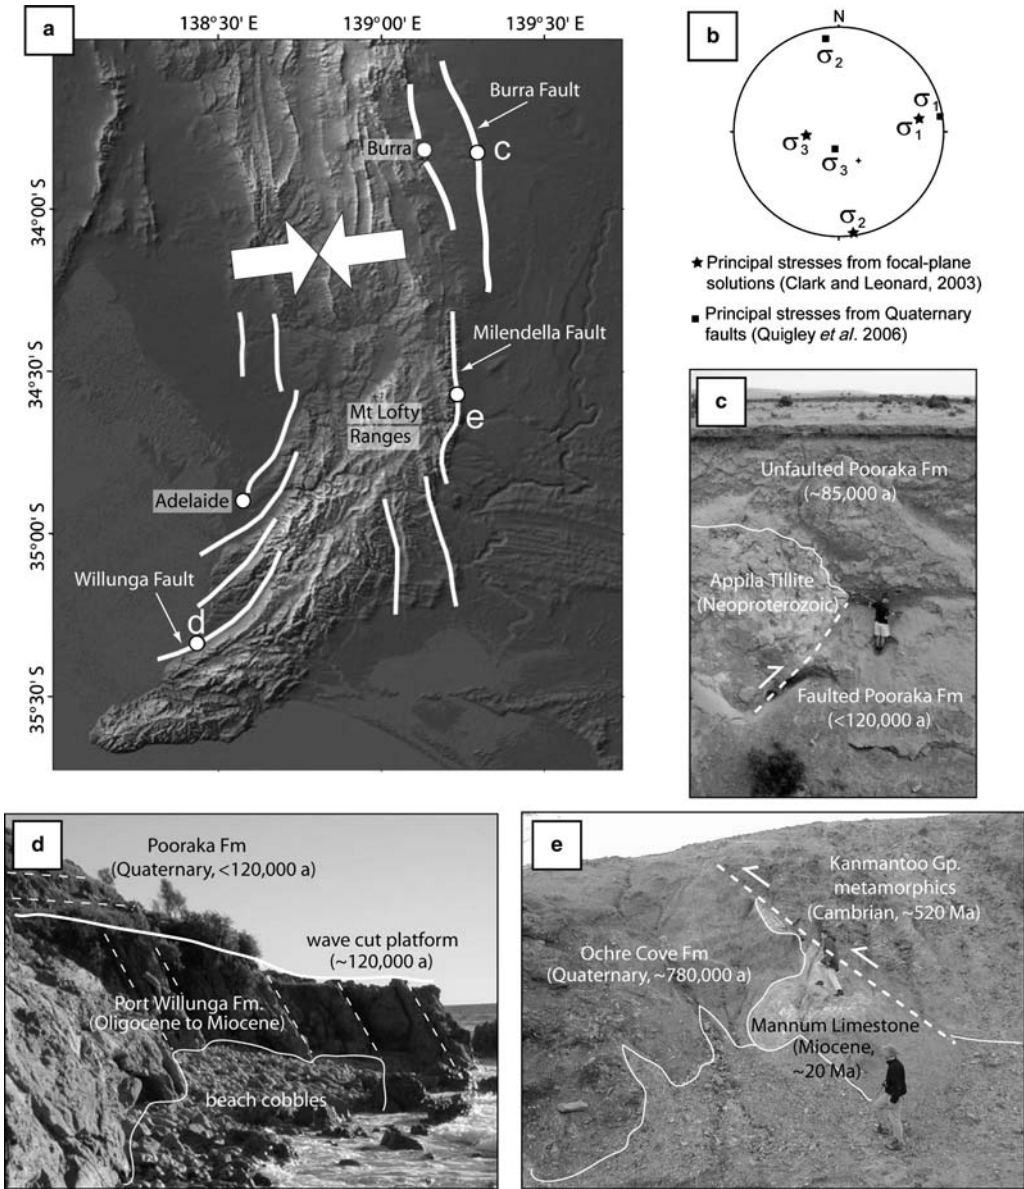 138°30' E
139°00' E
139°30' E
a
Burra Fault
Burra
c
34°00' S
Milendella Fault
34°30' S
Mt Lofty
Ranges
e
Adelaide
35°00' S
Willunga Fault
d
35°30' S
b
N
σ2
σ1
σ1
σ3
σ3
σ2
Principal stresses from focal-plane
solutions (Clark and Leonard, 2003)
Principal stresses from Quaternary
faults (Quigley et al. 2006)
c
Unfaulted Pooraka Fm
(~85,000 a)
Appila Tillite
(Neoproterozoic)
Faulted Pooraka Fm
(<120,000 a)
d
Pooraka Fm
(Quaternary, <120,000 a)
wave cut platform
(~120,000 a)
Port Willunga Fm.
(Oligocene to Miocene)
beach cobbles
e
Kanmantoo Gp.
metamorphics
(Cambrian, ~520 Ma)
Ochre Cove Fm
(Quaternary, ~780,000 a)
Mannum Limestone
(Miocene,
~20 Ma)